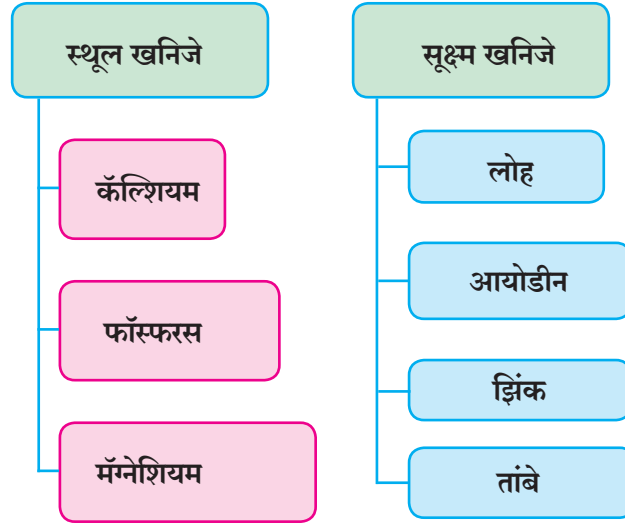 स्थूल खनिजे
कॅल्शियम
फॉस्फरस
मॅग्नेशियम
सूक्ष्म खनिजे
लोह
आयोडीन
झिंक
तांबे